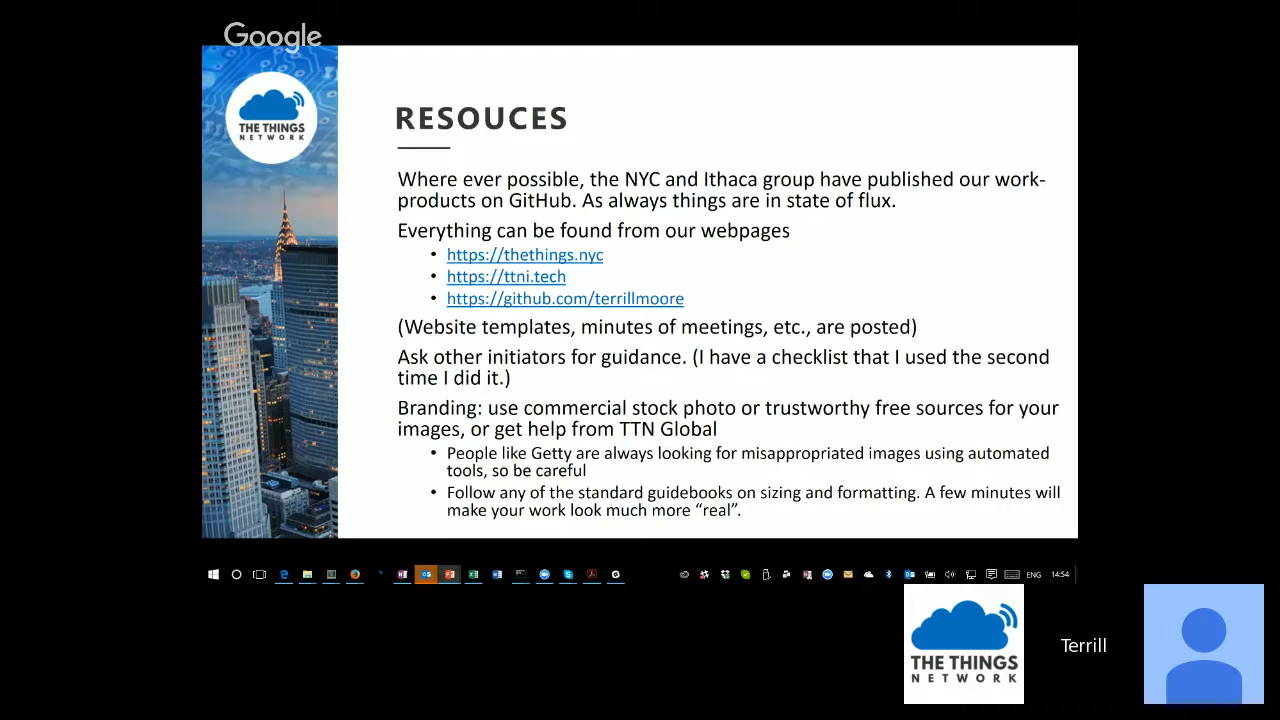 Google
THE THINGS
NETWORK
RESOUCES
Where ever possible, the NYC and Ithaca group have published our work-
products on GitHub. As always things are in state of flux.
Everything can be found from our webpages
• https://thethings.nyc
• https://ttni.tech
• https://github.com/terrillmoore
(Website templates, minutes of meetings, etc., are posted)
Ask other initiators for guidance. (I have a checklist that I used the second
time I did it.)
Branding: use commercial stock photo or trustworthy free sources for your
images, or get help from TTN Global
• People like Getty are always looking for misappropriated images using automated
tools, so be careful
• Follow any of the standard guidebooks on sizing and formatting. A few minutes will
make your work look much more “real”.
ENG
14:54
THE THINGS
NETWORK
Terrill